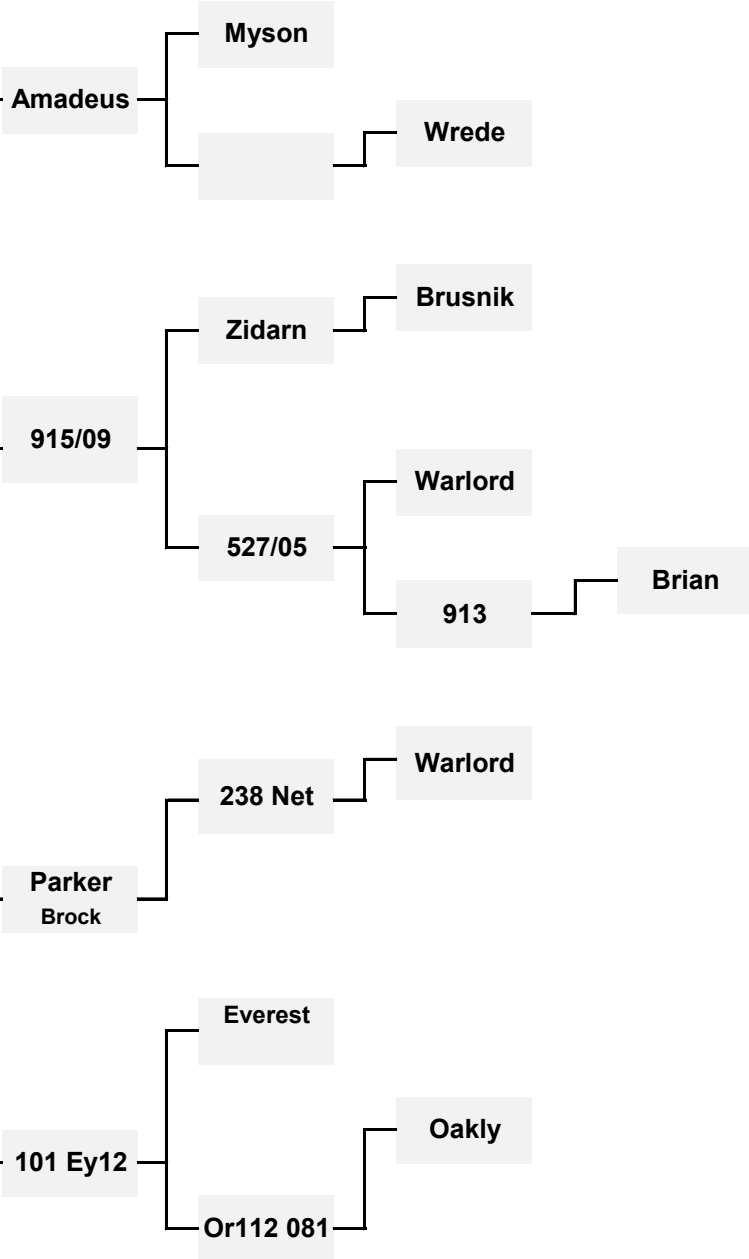 Myson
Amadeus
Wrede
Brusnik
Zidarn
915/09
Warlord
527/05
Brian
913
Warlord
238 Net
Parker
Brock
Everest
Oakly
101 Ey12
Or112 081